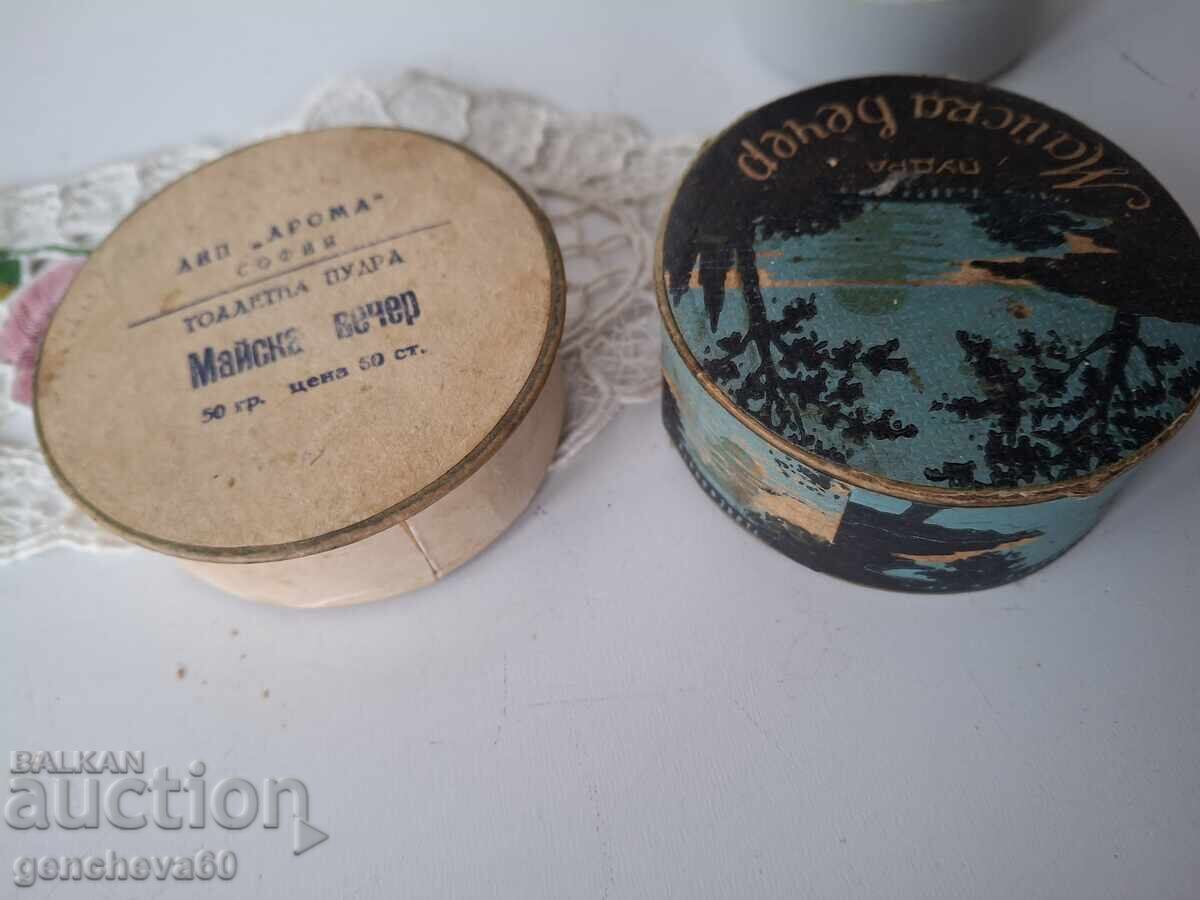 ДИП „АРОМА"
СОФИЯ
ТОАЛЕТНА ПУДРА
Майска вечер
50 гр. цена 60 ст.
Майска вечер
ПУДРА
BALKAN
auction
gencheva60